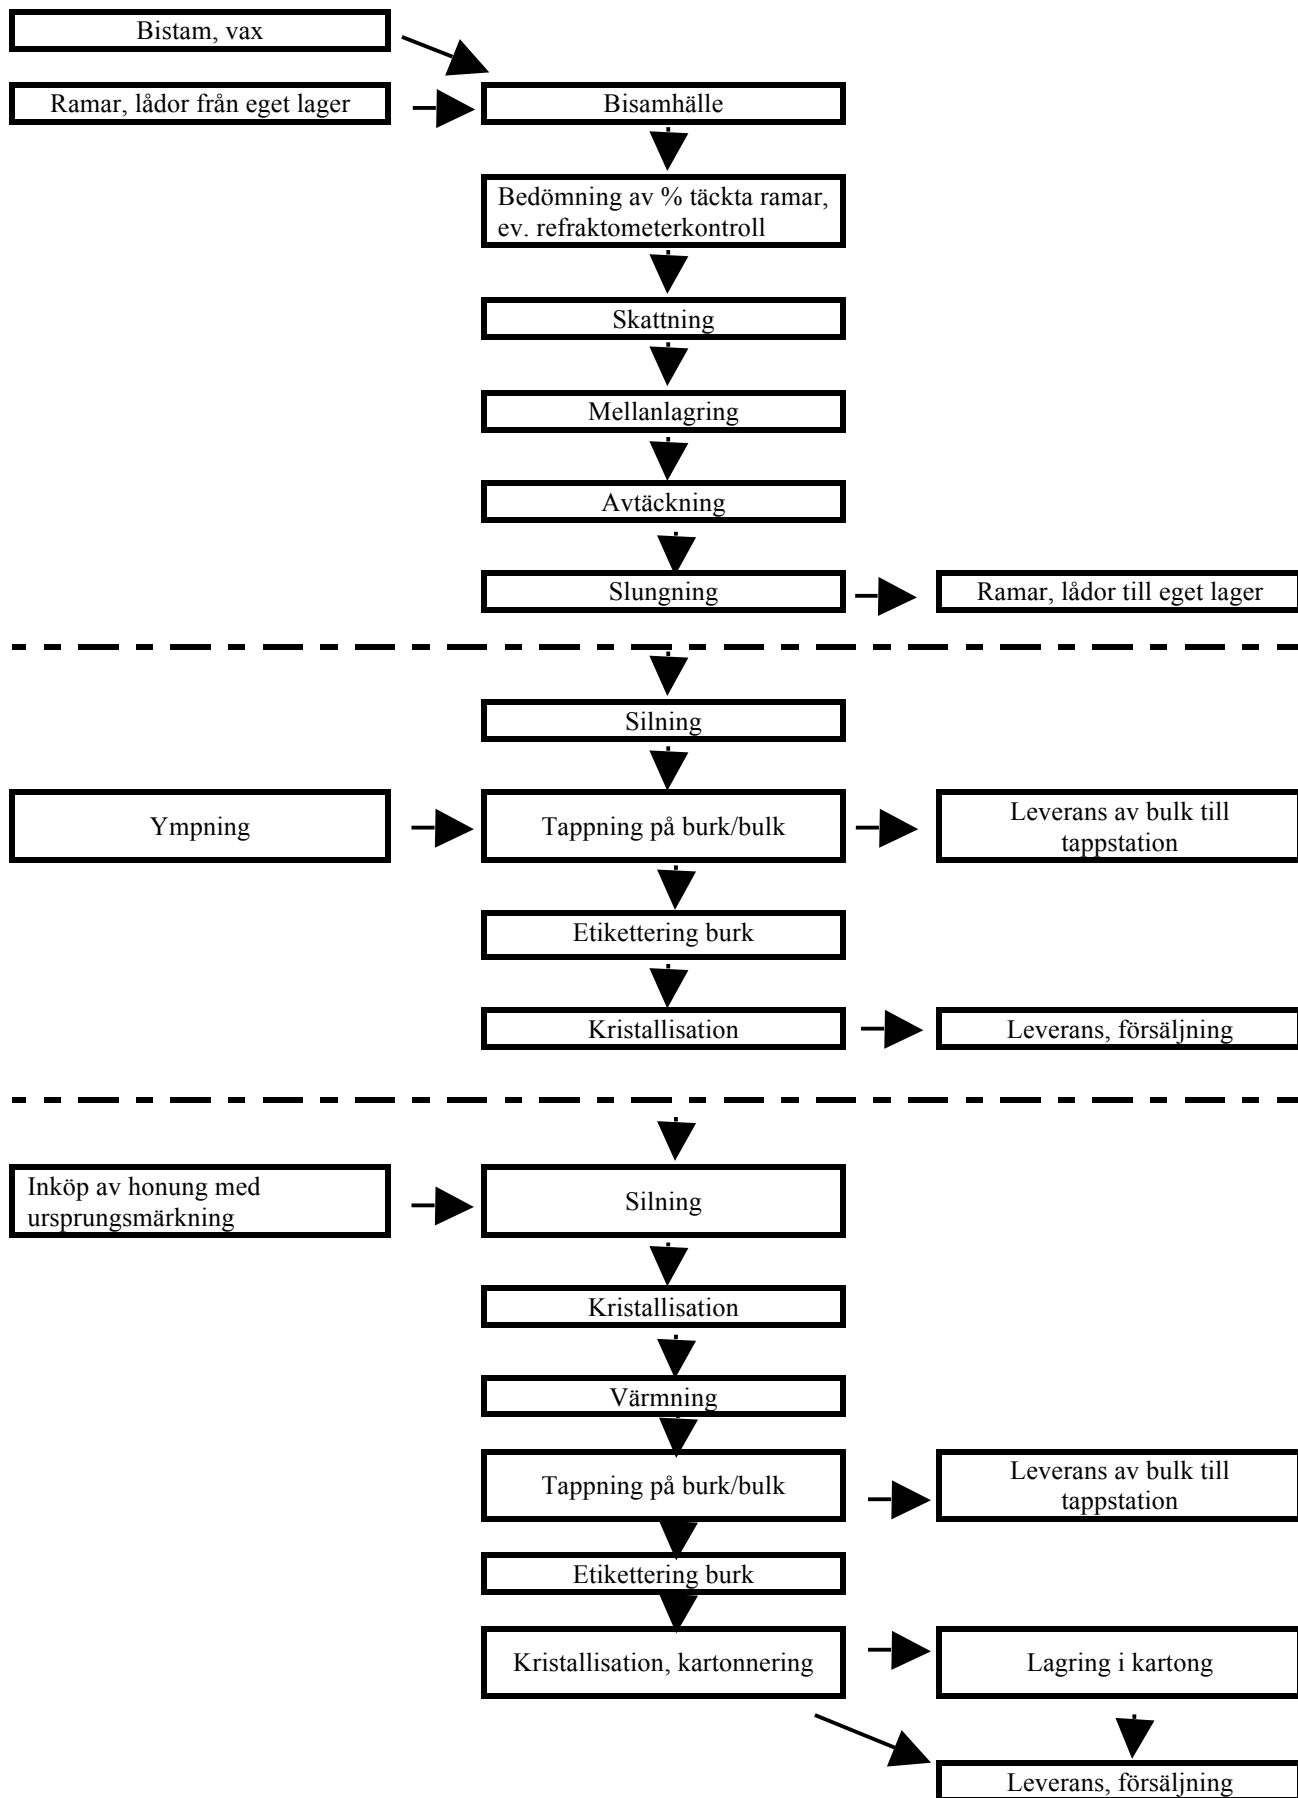 Bistam, vax
Ramar, lådor från eget lager
Bisamhälle
Bedömning av % täckta ramar,
ev. refraktometerkontroll
Skattning
Mellanlagring
Avtäckning
Slungning
Ramar, lådor till eget lager
Silning
Ympning
Tappning på burk/bulk
Leverans av bulk till
tappstation
Etikettering burk
Kristallisation
Leverans, försäljning
Inköp av honung med
ursprungsmärkning
Silning
Kristallisation
Värmning
Tappning på burk/bulk
Leverans av bulk till
tappstation
Etikettering burk
Kristallisation, kartonnering
Lagring i kartong
Leverans, försäljning